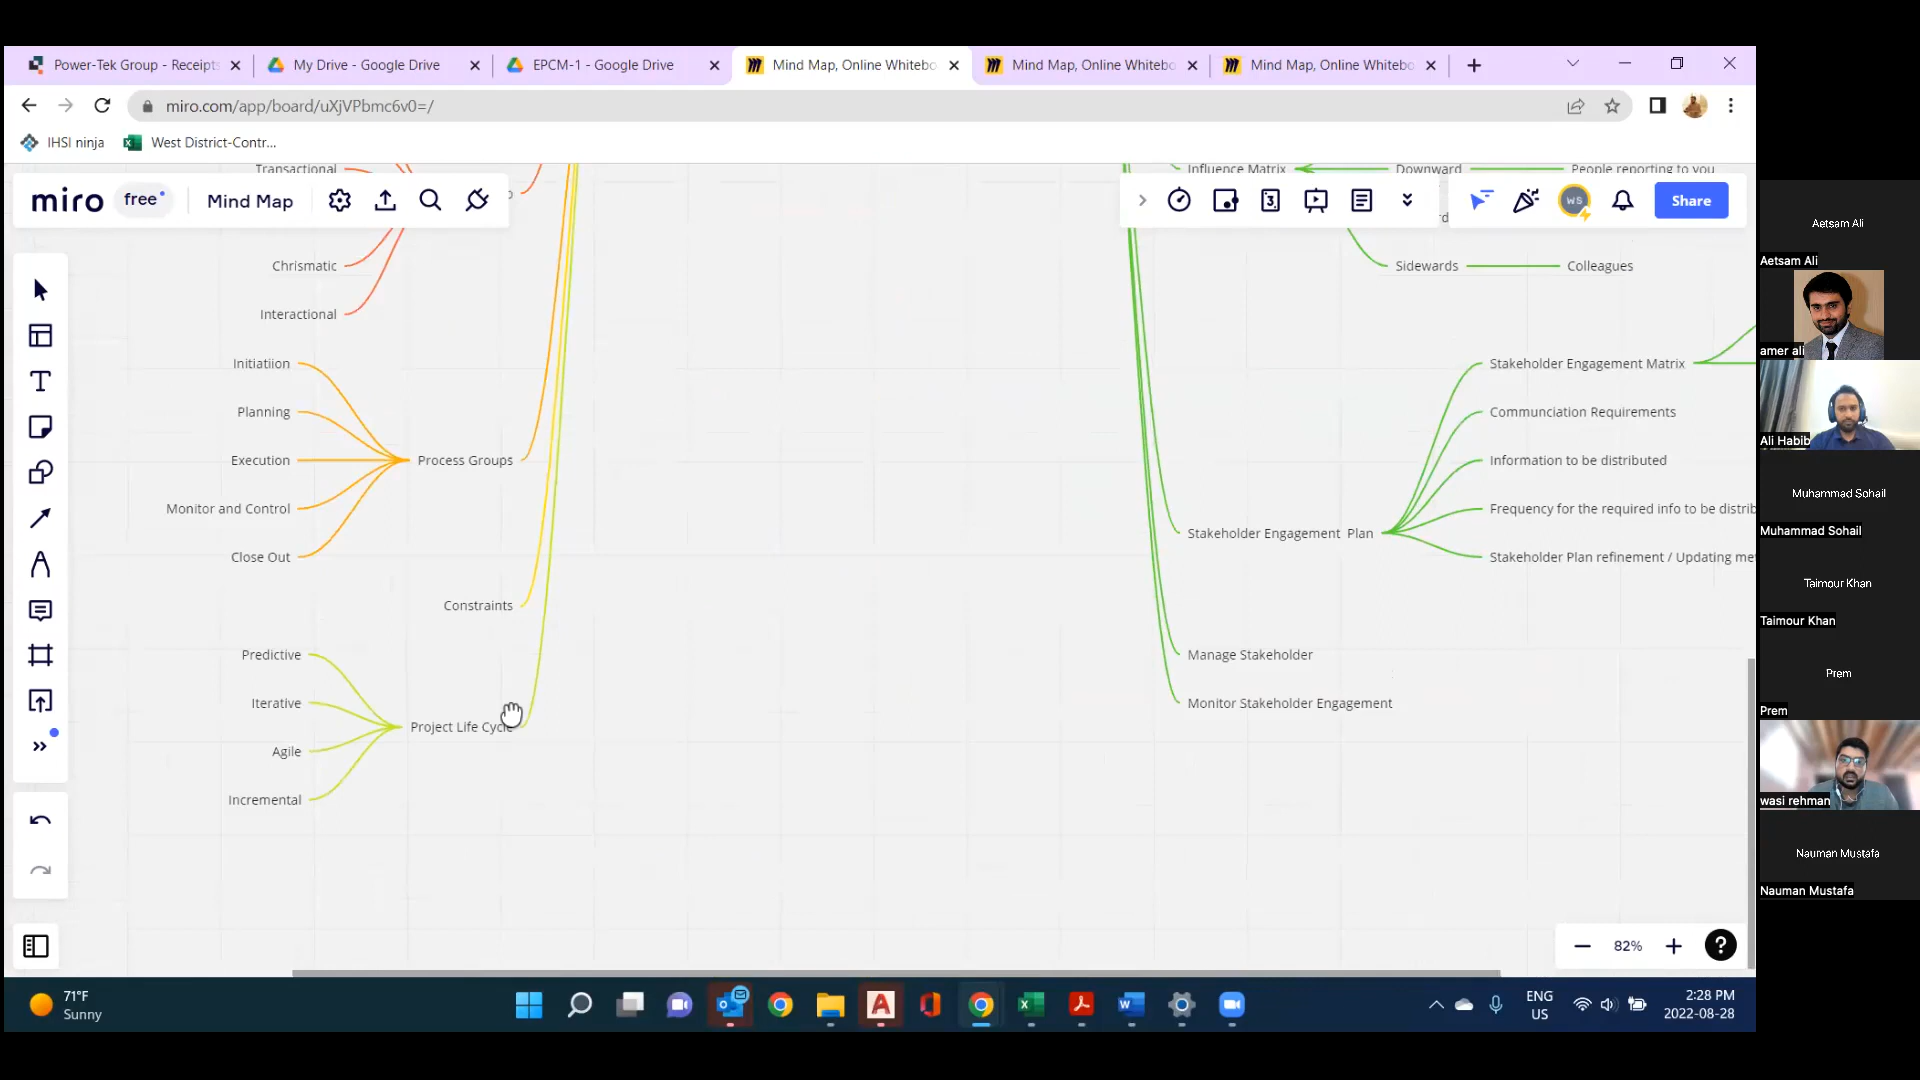 Power-Tek Group - Receipts
My Drive - Google Drive
EPCM-1 - Google Drive
Mind Map, Online Whitebo
Mind Map, Online Whitebo
Mind Map, Online Whitebo
miro.com/app/board/uXjVPbmc6v0=/
IHSI ninja
West District-Contr...
Transactional
Influence Matrix
Downward
People reporting to you
miro
free
Mind Map
Share
WS
Chrismatic
Sidewards
Colleagues
Interactional
Initiatiion
Planning
Execution
Process Groups
Monitor and Control
Close Out
Constraints
Predictive
Iterative
Project Life Cycle
Agile
Incremental
Stakeholder Engagement Matrix
Communciation Requirements
Information to be distributed
Frequency for the required info to be distrib
Stakeholder Engagement Plan
Stakeholder Plan refinement / Updating me
Manage Stakeholder
Monitor Stakeholder Engagement
82%
71°F
Sunny
ENG
US
2:28 PM
2022-08-28
Aetsam Ali
Aetsam Ali
amer ali
Ali Habib
Muhammad Sohail
Muhammad Sohail
Taimour Khan
Taimour Khan
Prem
Prem
wasi rehman
Nauman Mustafa
Nauman Mustafa